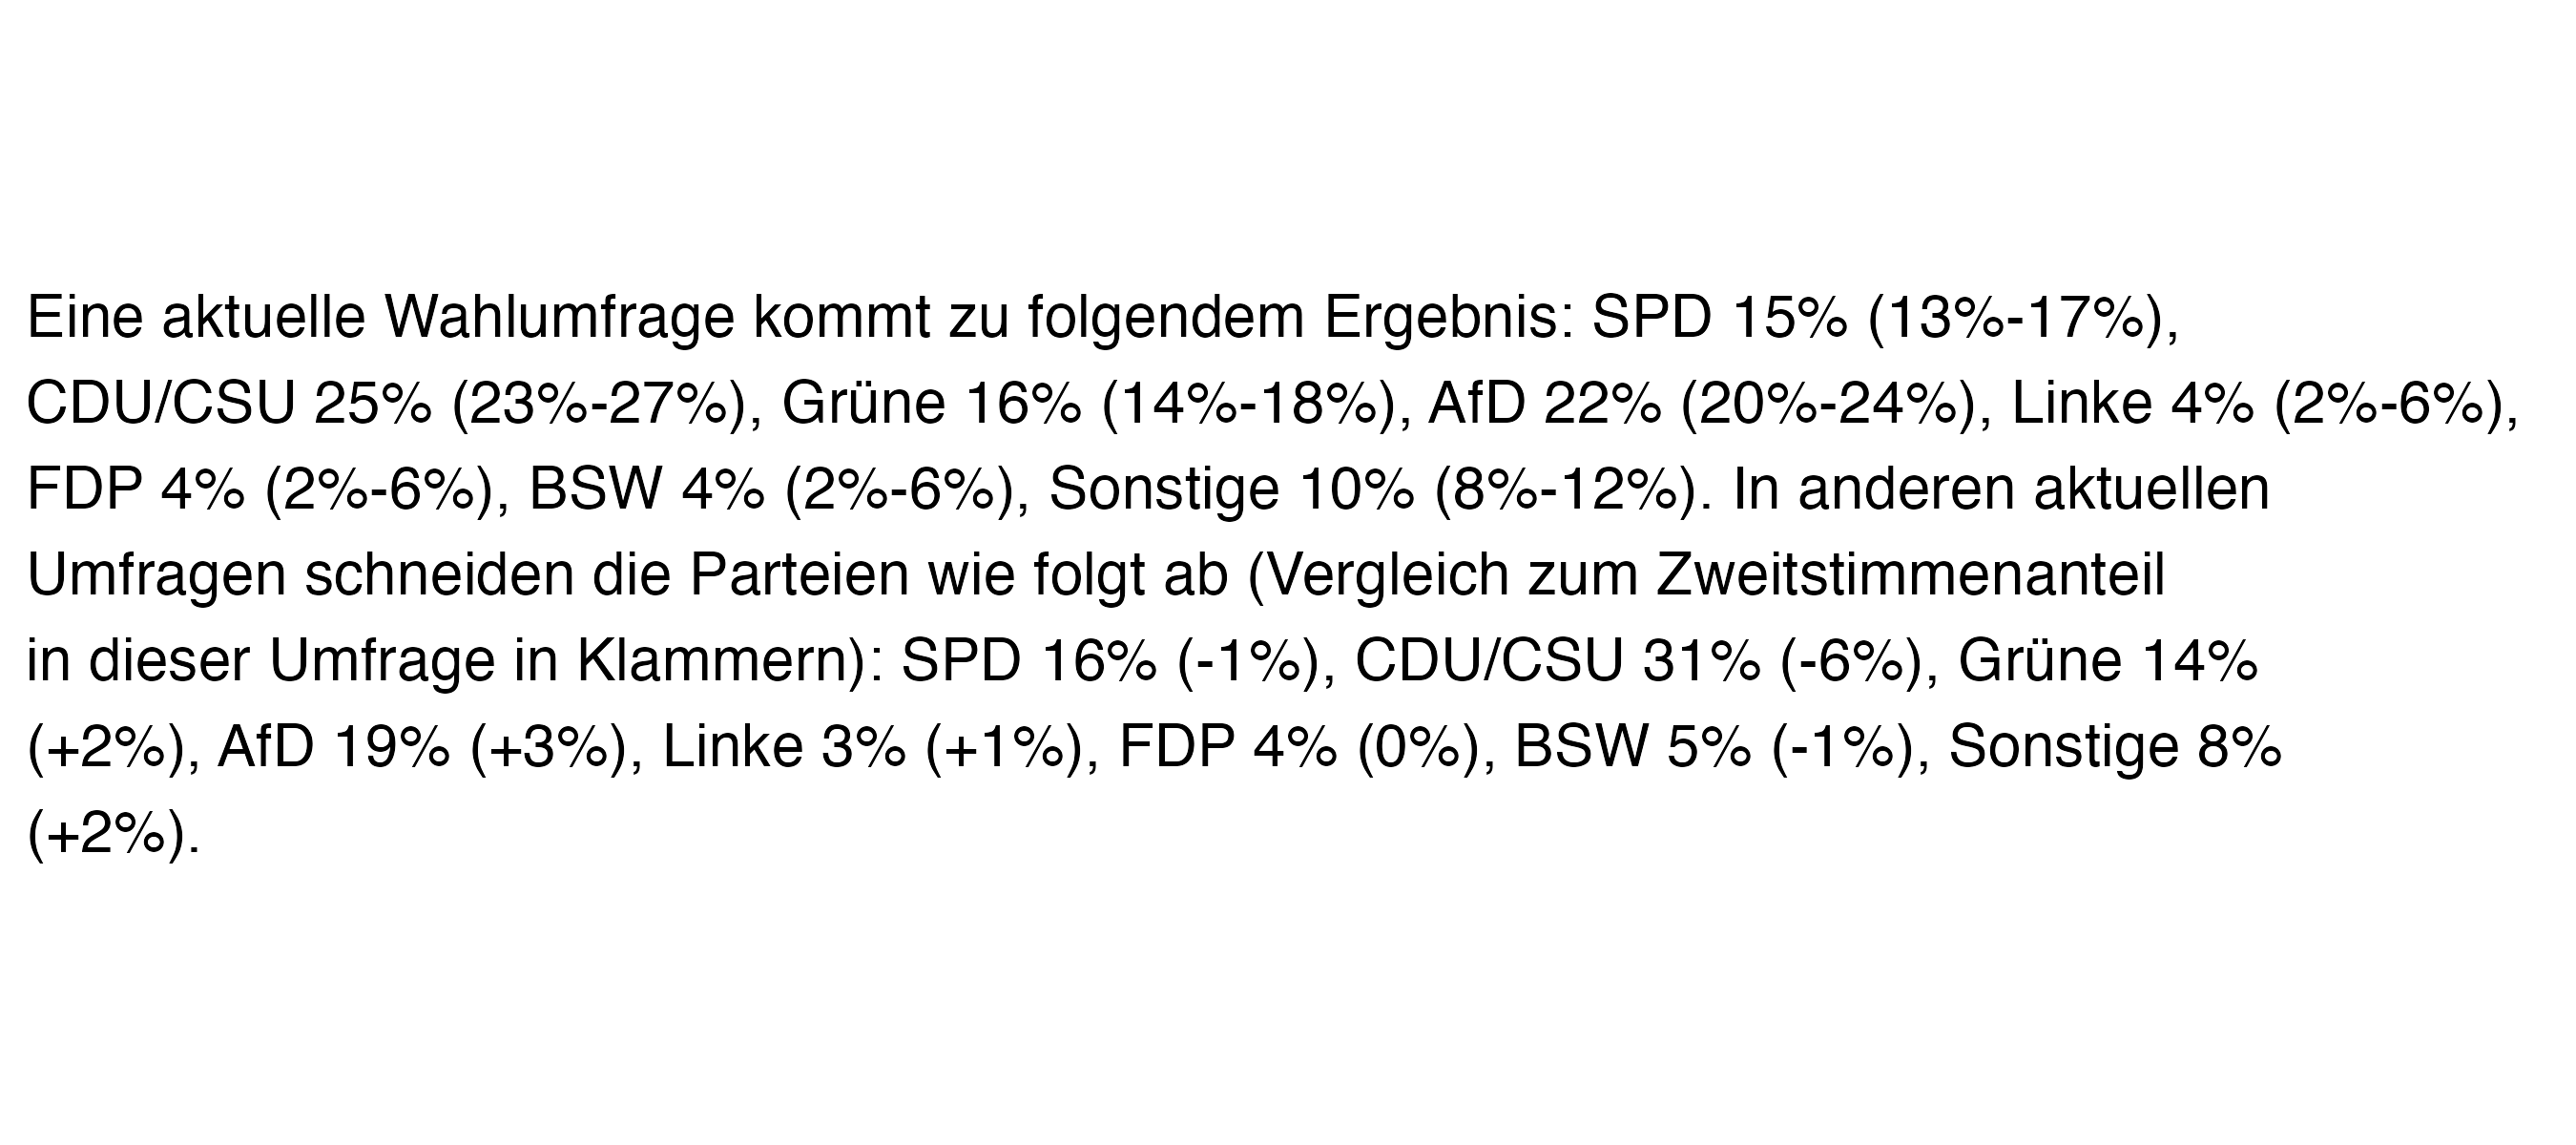 Eine aktuelle Wahlumfrage kommt zu folgendem Ergebnis: SPD 15% (13%-17%),
CDU/CSU 25% (23%-27%), Grüne 16% (14%-18%), AfD 22% (20%-24%), Linke 4% (2%-6%),
FDP 4% (2%-6%), BSW 4% (2%-6%), Sonstige 10% (8%-12%). In anderen aktuellen
Umfragen schneiden die Parteien wie folgt ab (Vergleich zum Zweitstimmenanteil
in dieser Umfrage in Klammern): SPD 16% (-1%), CDU/CSU 31% (-6%), Grüne 14%
(+2%), AfD 19% (+3%), Linke 3% (+1%), FDP 4% (0%), BSW 5% (-1%), Sonstige 8%
(+2%).